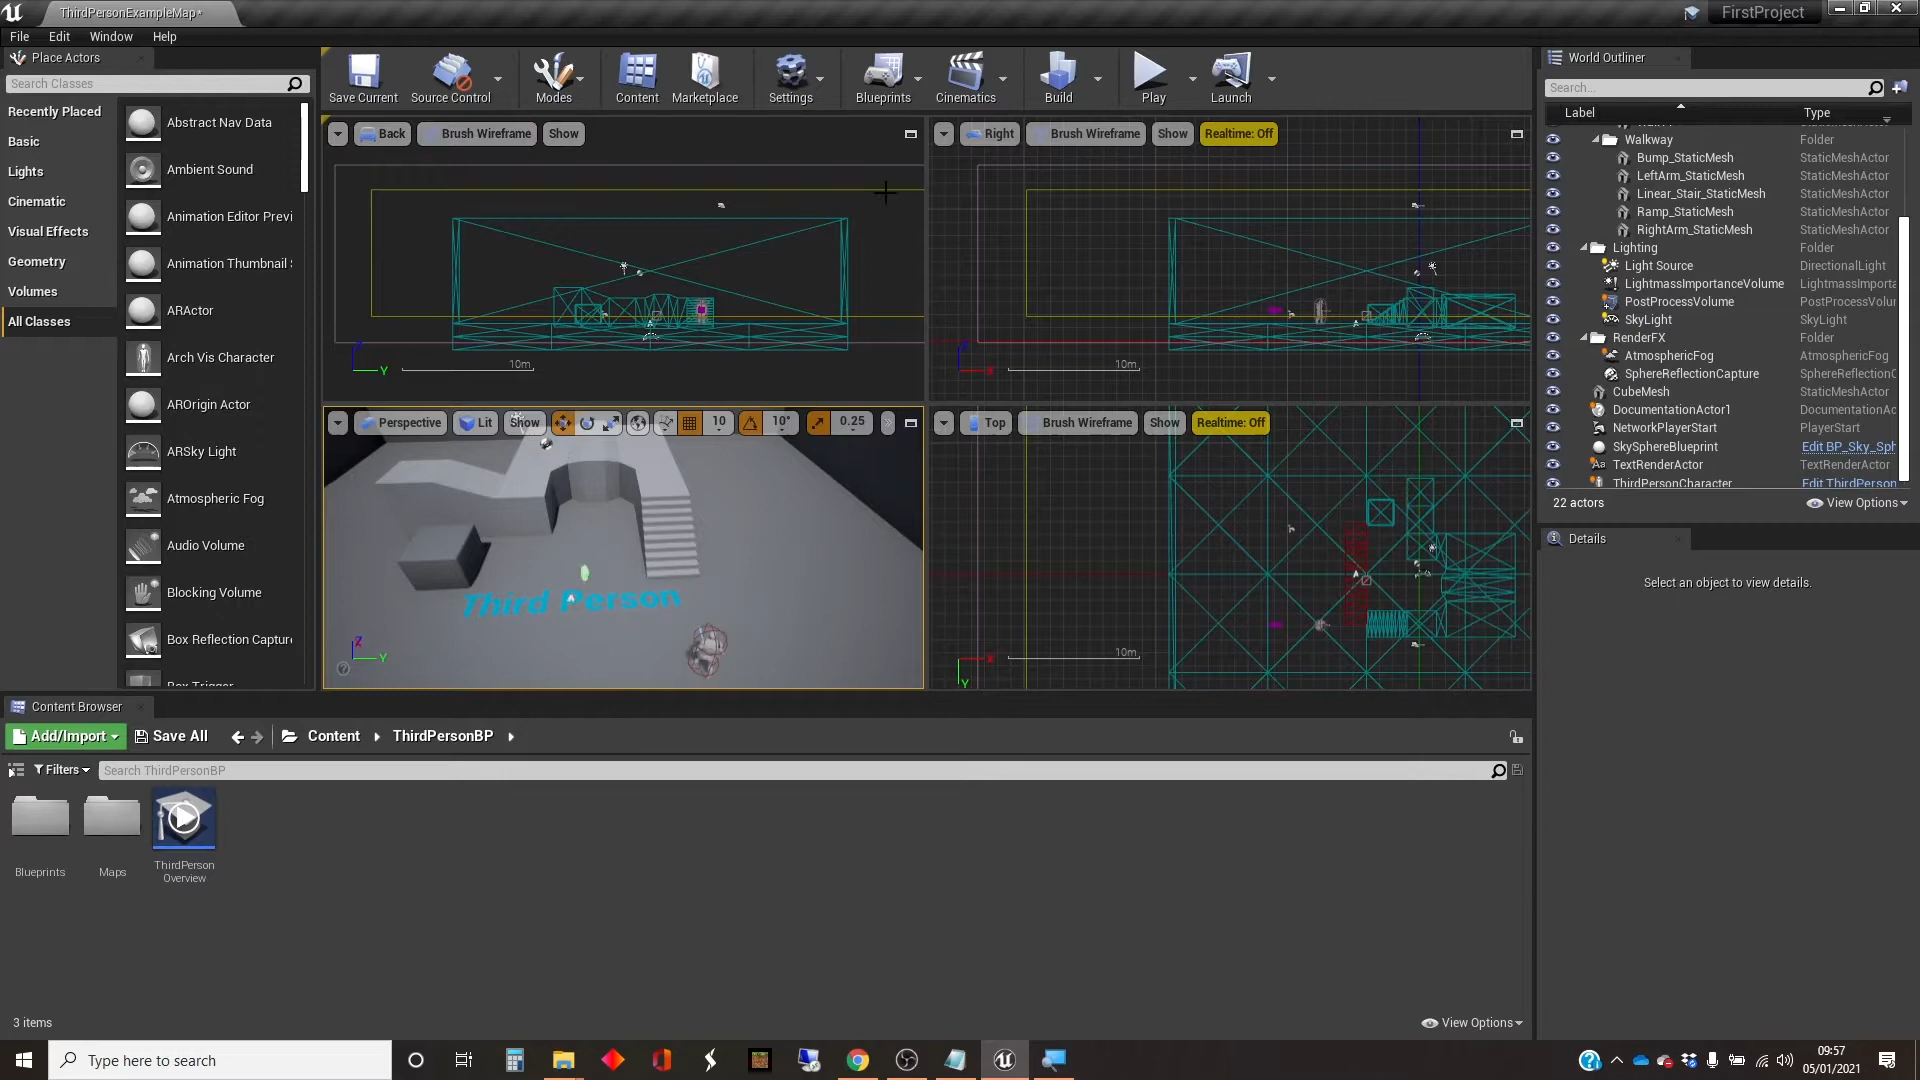 ThirdPersonExampleMap*
FirstProject
File Edit Window Help
Place Actors
Search Classes
Recently Placed
Basic
Lights
Cinematic
Visual Effects
Geometry
Volumes
All Classes
Abstract Nav Data
Ambient Sound
Animation Editor Previ
Animation Thumbnail
ARActor
Arch Vis Character
AROrigin Actor
ARSky Light
Atmospheric Fog
Audio Volume
Blocking Volume
Box Reflection Capture
Box Trigger
Save Current
Source Control
Modes
Content
Marketplace
Settings
Blueprints
Cinematics
Build
Play
Launch
Back Brush Wireframe Show
Z
Y
10m
Right Brush Wireframe Show Realtime: Off
X
10m
Perspective Lit Show 10 10° 0.25
Third Person
Z
Y
Top Brush Wireframe Show Realtime: Off
10m
X
Y
World Outliner
Search...
Label Type
Walkway Folder
Bump_StaticMesh StaticMeshActor
LeftArm_StaticMesh StaticMeshActor
Linear_Stair_StaticMesh StaticMeshActor
Ramp_StaticMesh StaticMeshActor
RightArm_StaticMesh StaticMeshActor
Lighting Folder
Light Source DirectionalLight
LightmassImportanceVolume LightmassImporta
PostProcessVolume PostProcessVolur
SkyLight SkyLight
RenderFX Folder
AtmosphericFog AtmosphericFog
SphereReflectionCapture SphereReflectionC
CubeMesh StaticMeshActor
DocumentationActor1 DocumentationAc
NetworkPlayerStart PlayerStart
SkySphereBlueprint Edit BP_Sky_Sph
TextRenderActor TextRenderActor
ThirdPersonCharacter Edit ThirdPerson
22 actors
View Options
Details
Select an object to view details.
Content Browser
Add/Import Save All Content ThirdPersonBP
Filters Search ThirdPersonBP
Blueprints
Maps
ThirdPerson
Overview
3 items
View Options
Type here to search
09:57
05/01/2021